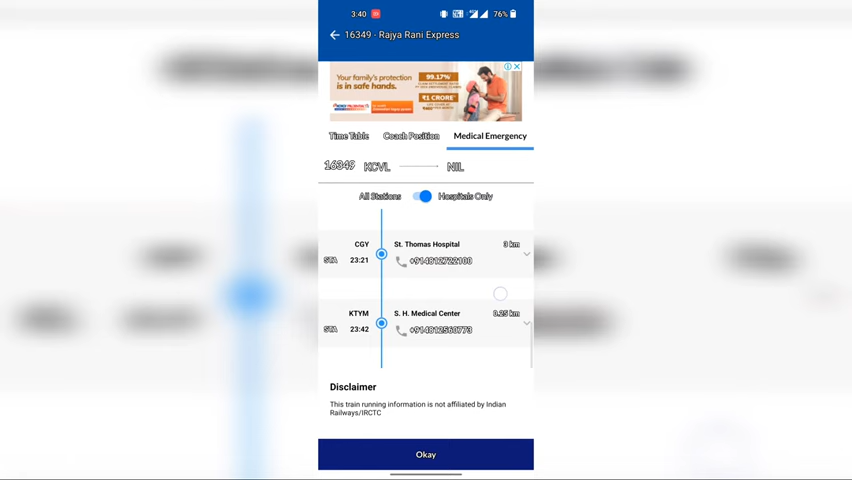 3:40 76%
16349 - Rajya Rani Express
Your family's protection
is in safe hands.
99.17%
₹1 CRORE
Time Table Coach Position Medical Emergency
16349 KCVL NIL
All Stations Hospitals Only
CGY St. Thomas Hospital 3 km
STA 23:21 +914812722100
KTYM S. H. Medical Center 0.25 km
STA 23:42 +914812560773
Disclaimer
This train running information is not affiliated by Indian
Railways/IRCTC
Okay